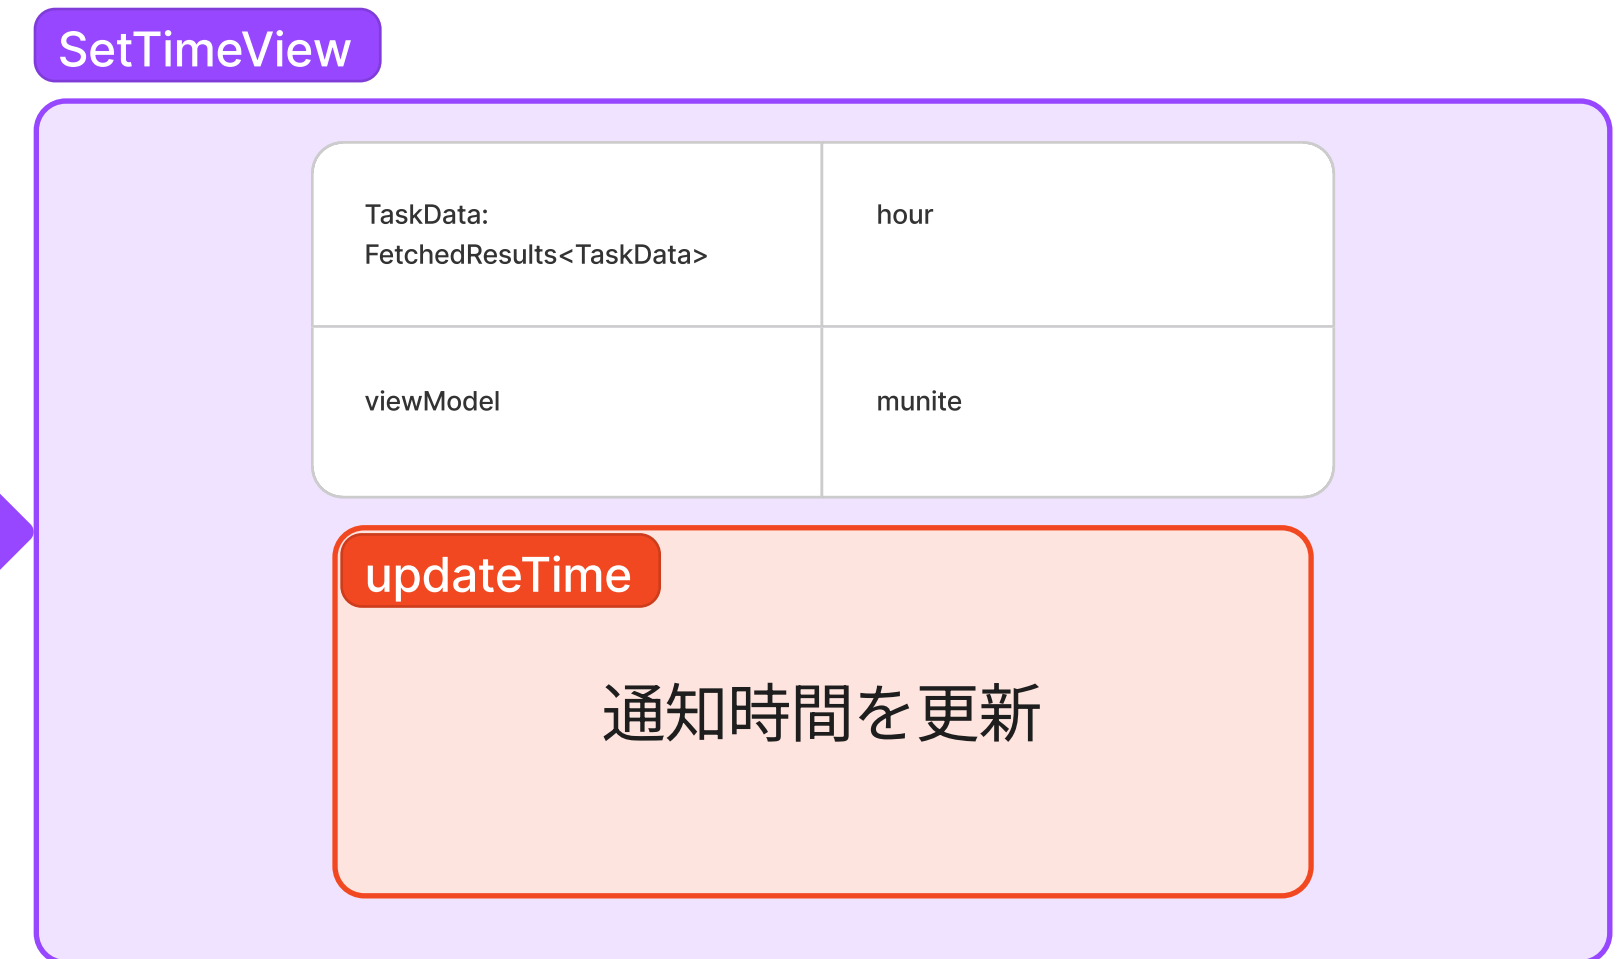 SetTimeView
TaskData:
FetchedResults<TaskData>
hour
viewModel
munite
updateTime
通知時間を更新